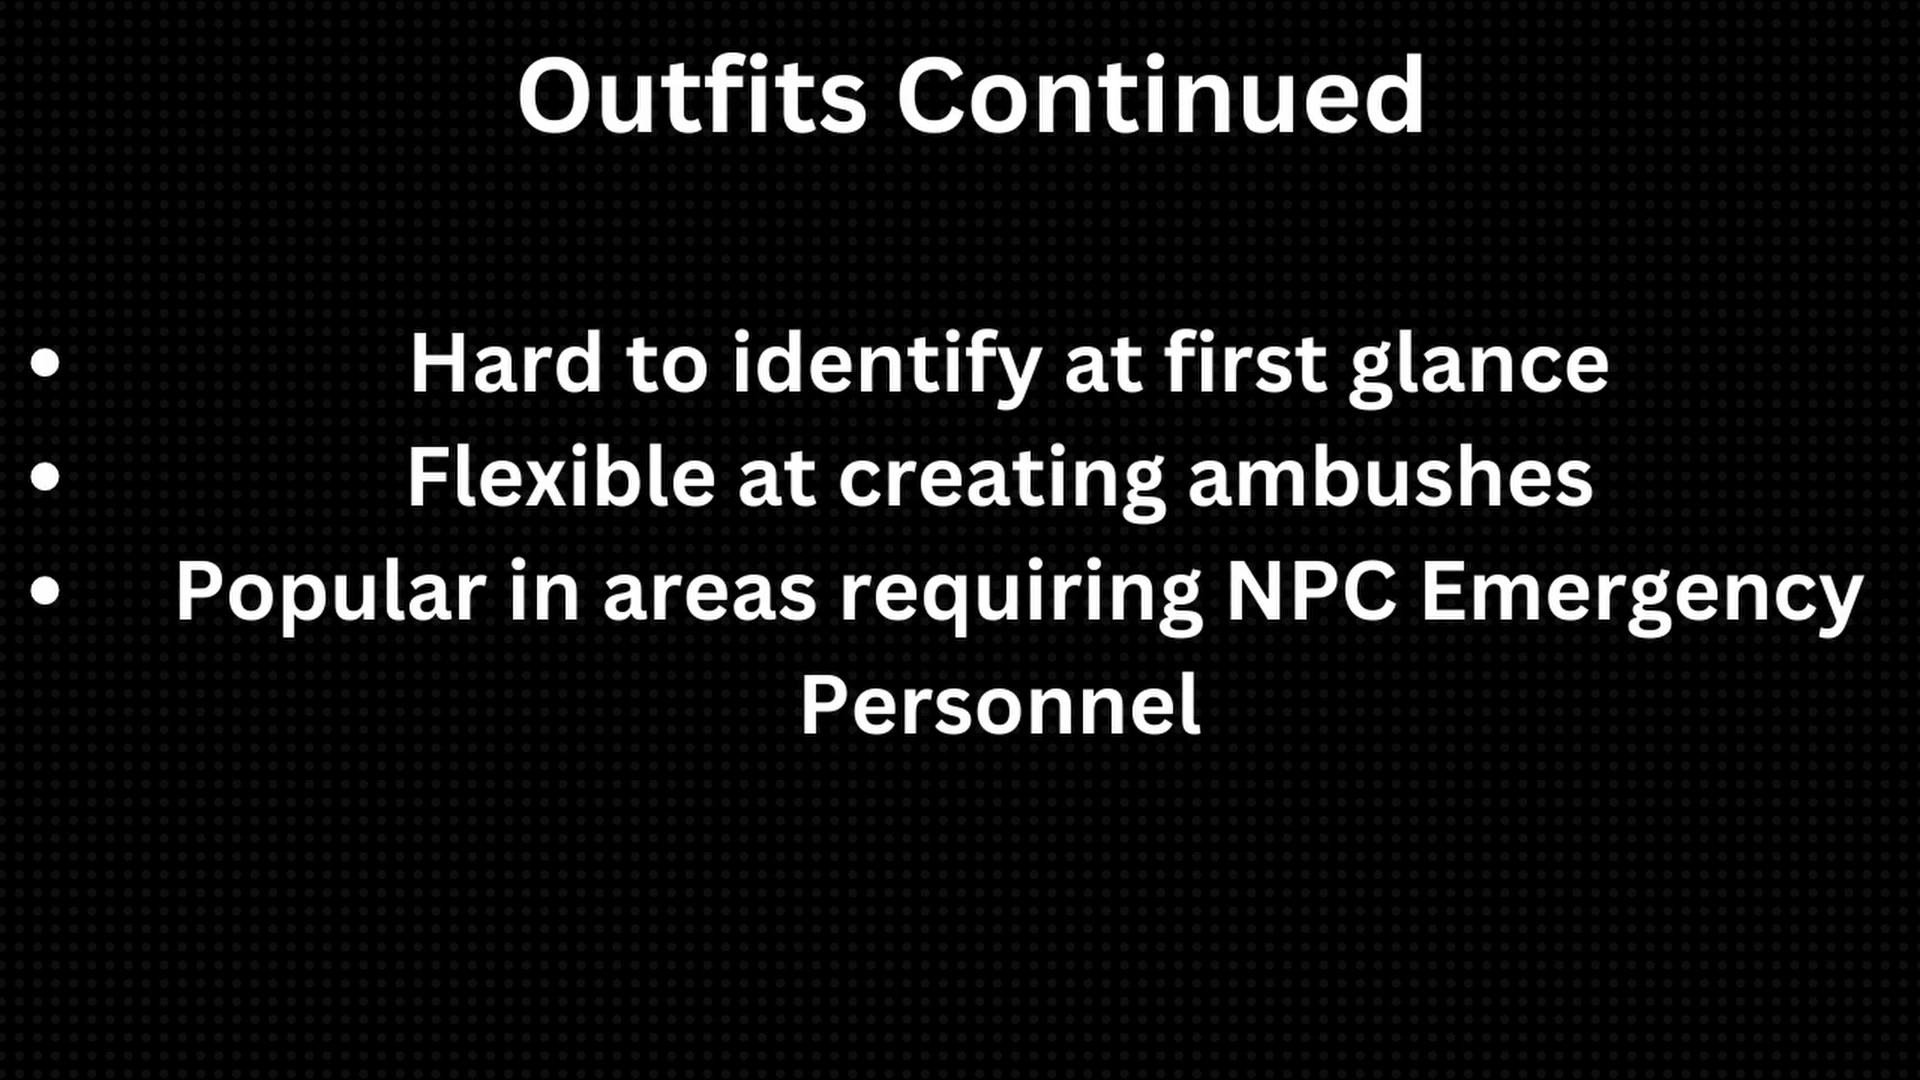 Outfits Continued
• Hard to identify at first glance
• Flexible at creating ambushes
• Popular in areas requiring NPC Emergency
Personnel